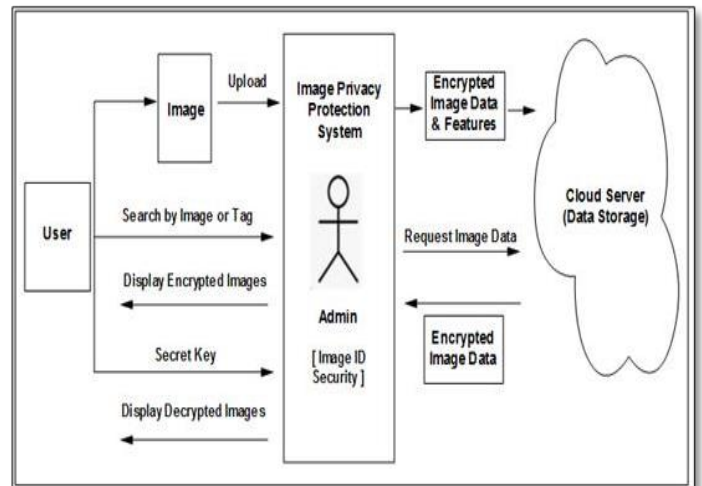 Upload
Image
Image Privacy
Protection
System
Encrypted
Image Data
& Features
Cloud Server
(Data Storage)
User
Search by Image or Tag
Request Image Data
Display Encrypted Images
Admin
[ Image ID
Security ]
Encrypted
Image Data
Secret Key
Display Decrypted Images